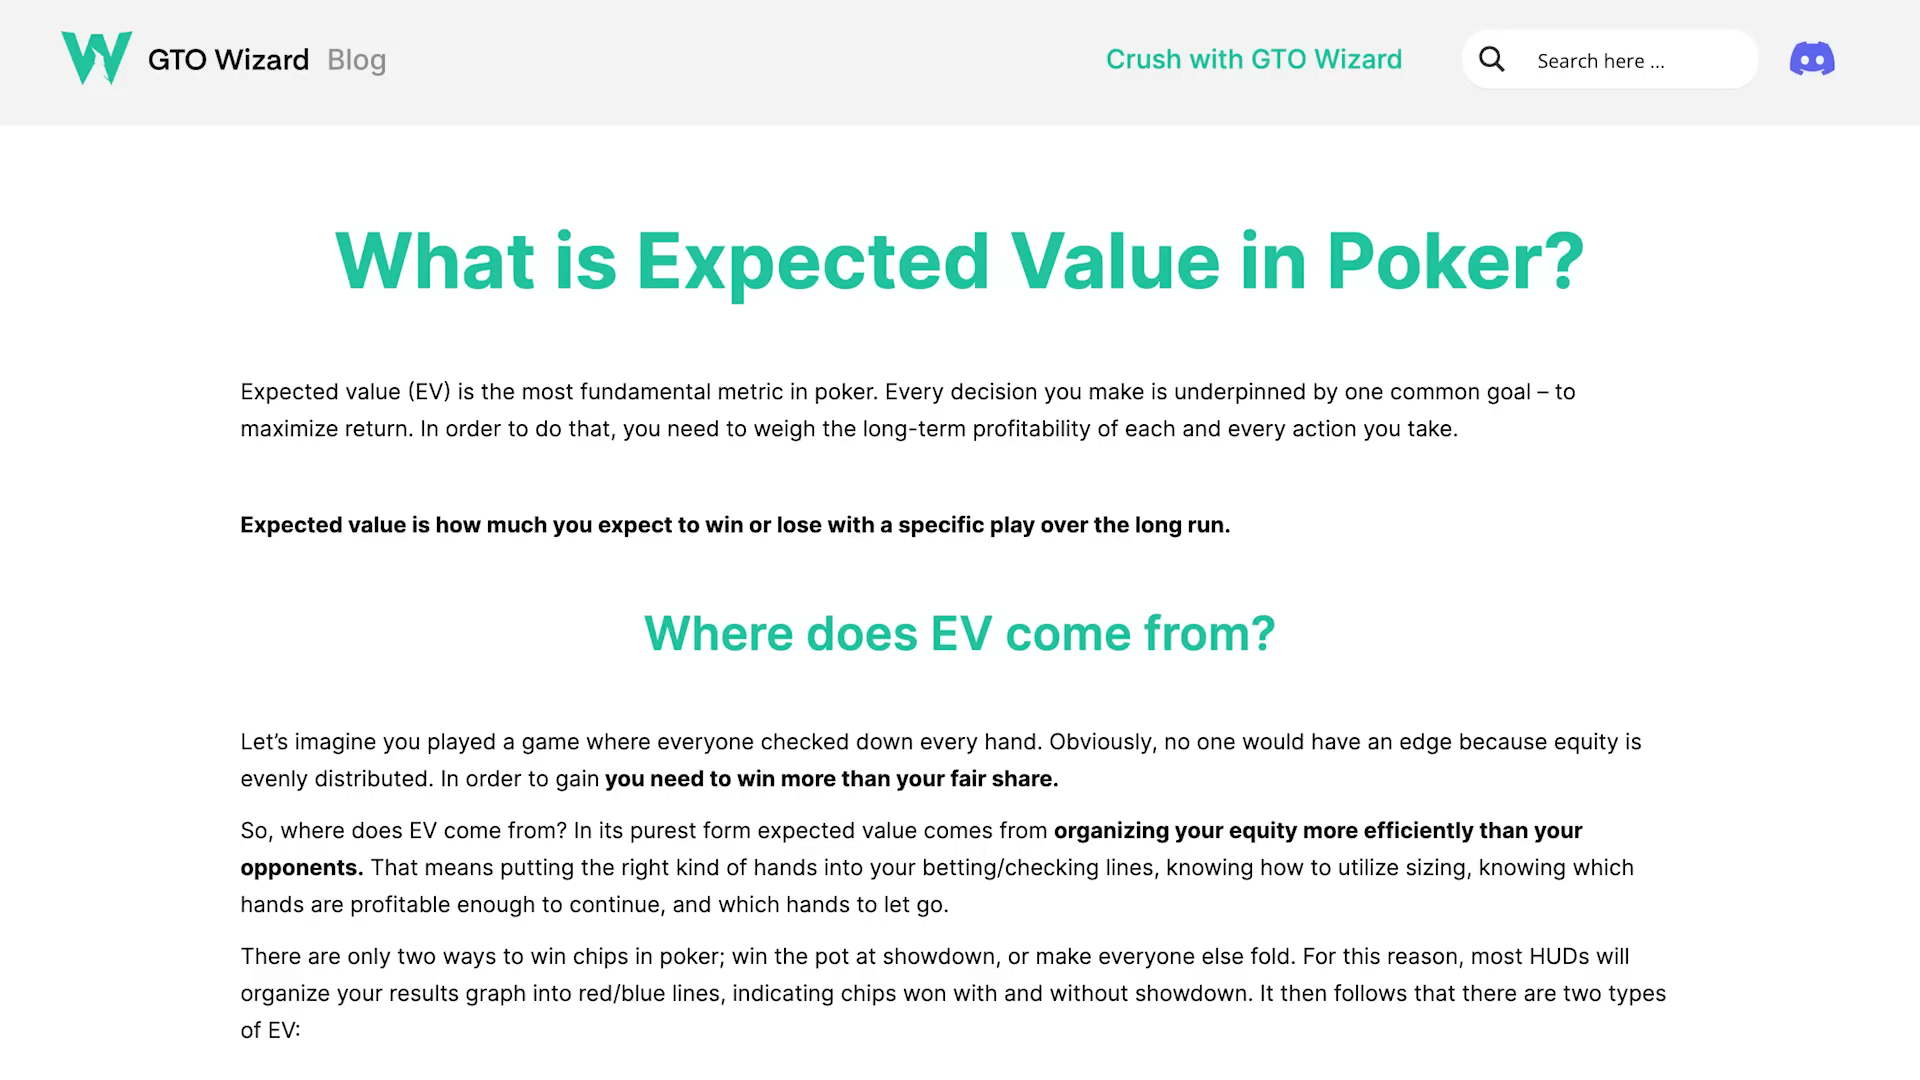 GTO Wizard Blog
Crush with GTO Wizard
Search here ...
What is Expected Value in Poker?
Expected value (EV) is the most fundamental metric in poker. Every decision you make is underpinned by one common goal – to
maximize return. In order to do that, you need to weigh the long-term profitability of each and every action you take.
Expected value is how much you expect to win or lose with a specific play over the long run.
Where does EV come from?
Let’s imagine you played a game where everyone checked down every hand. Obviously, no one would have an edge because equity is
evenly distributed. In order to gain you need to win more than your fair share.
So, where does EV come from? In its purest form expected value comes from organizing your equity more efficiently than your
opponents. That means putting the right kind of hands into your betting/checking lines, knowing how to utilize sizing, knowing which
hands are profitable enough to continue, and which hands to let go.
There are only two ways to win chips in poker; win the pot at showdown, or make everyone else fold. For this reason, most HUDs will
organize your results graph into red/blue lines, indicating chips won with and without showdown. It then follows that there are two types
of EV: